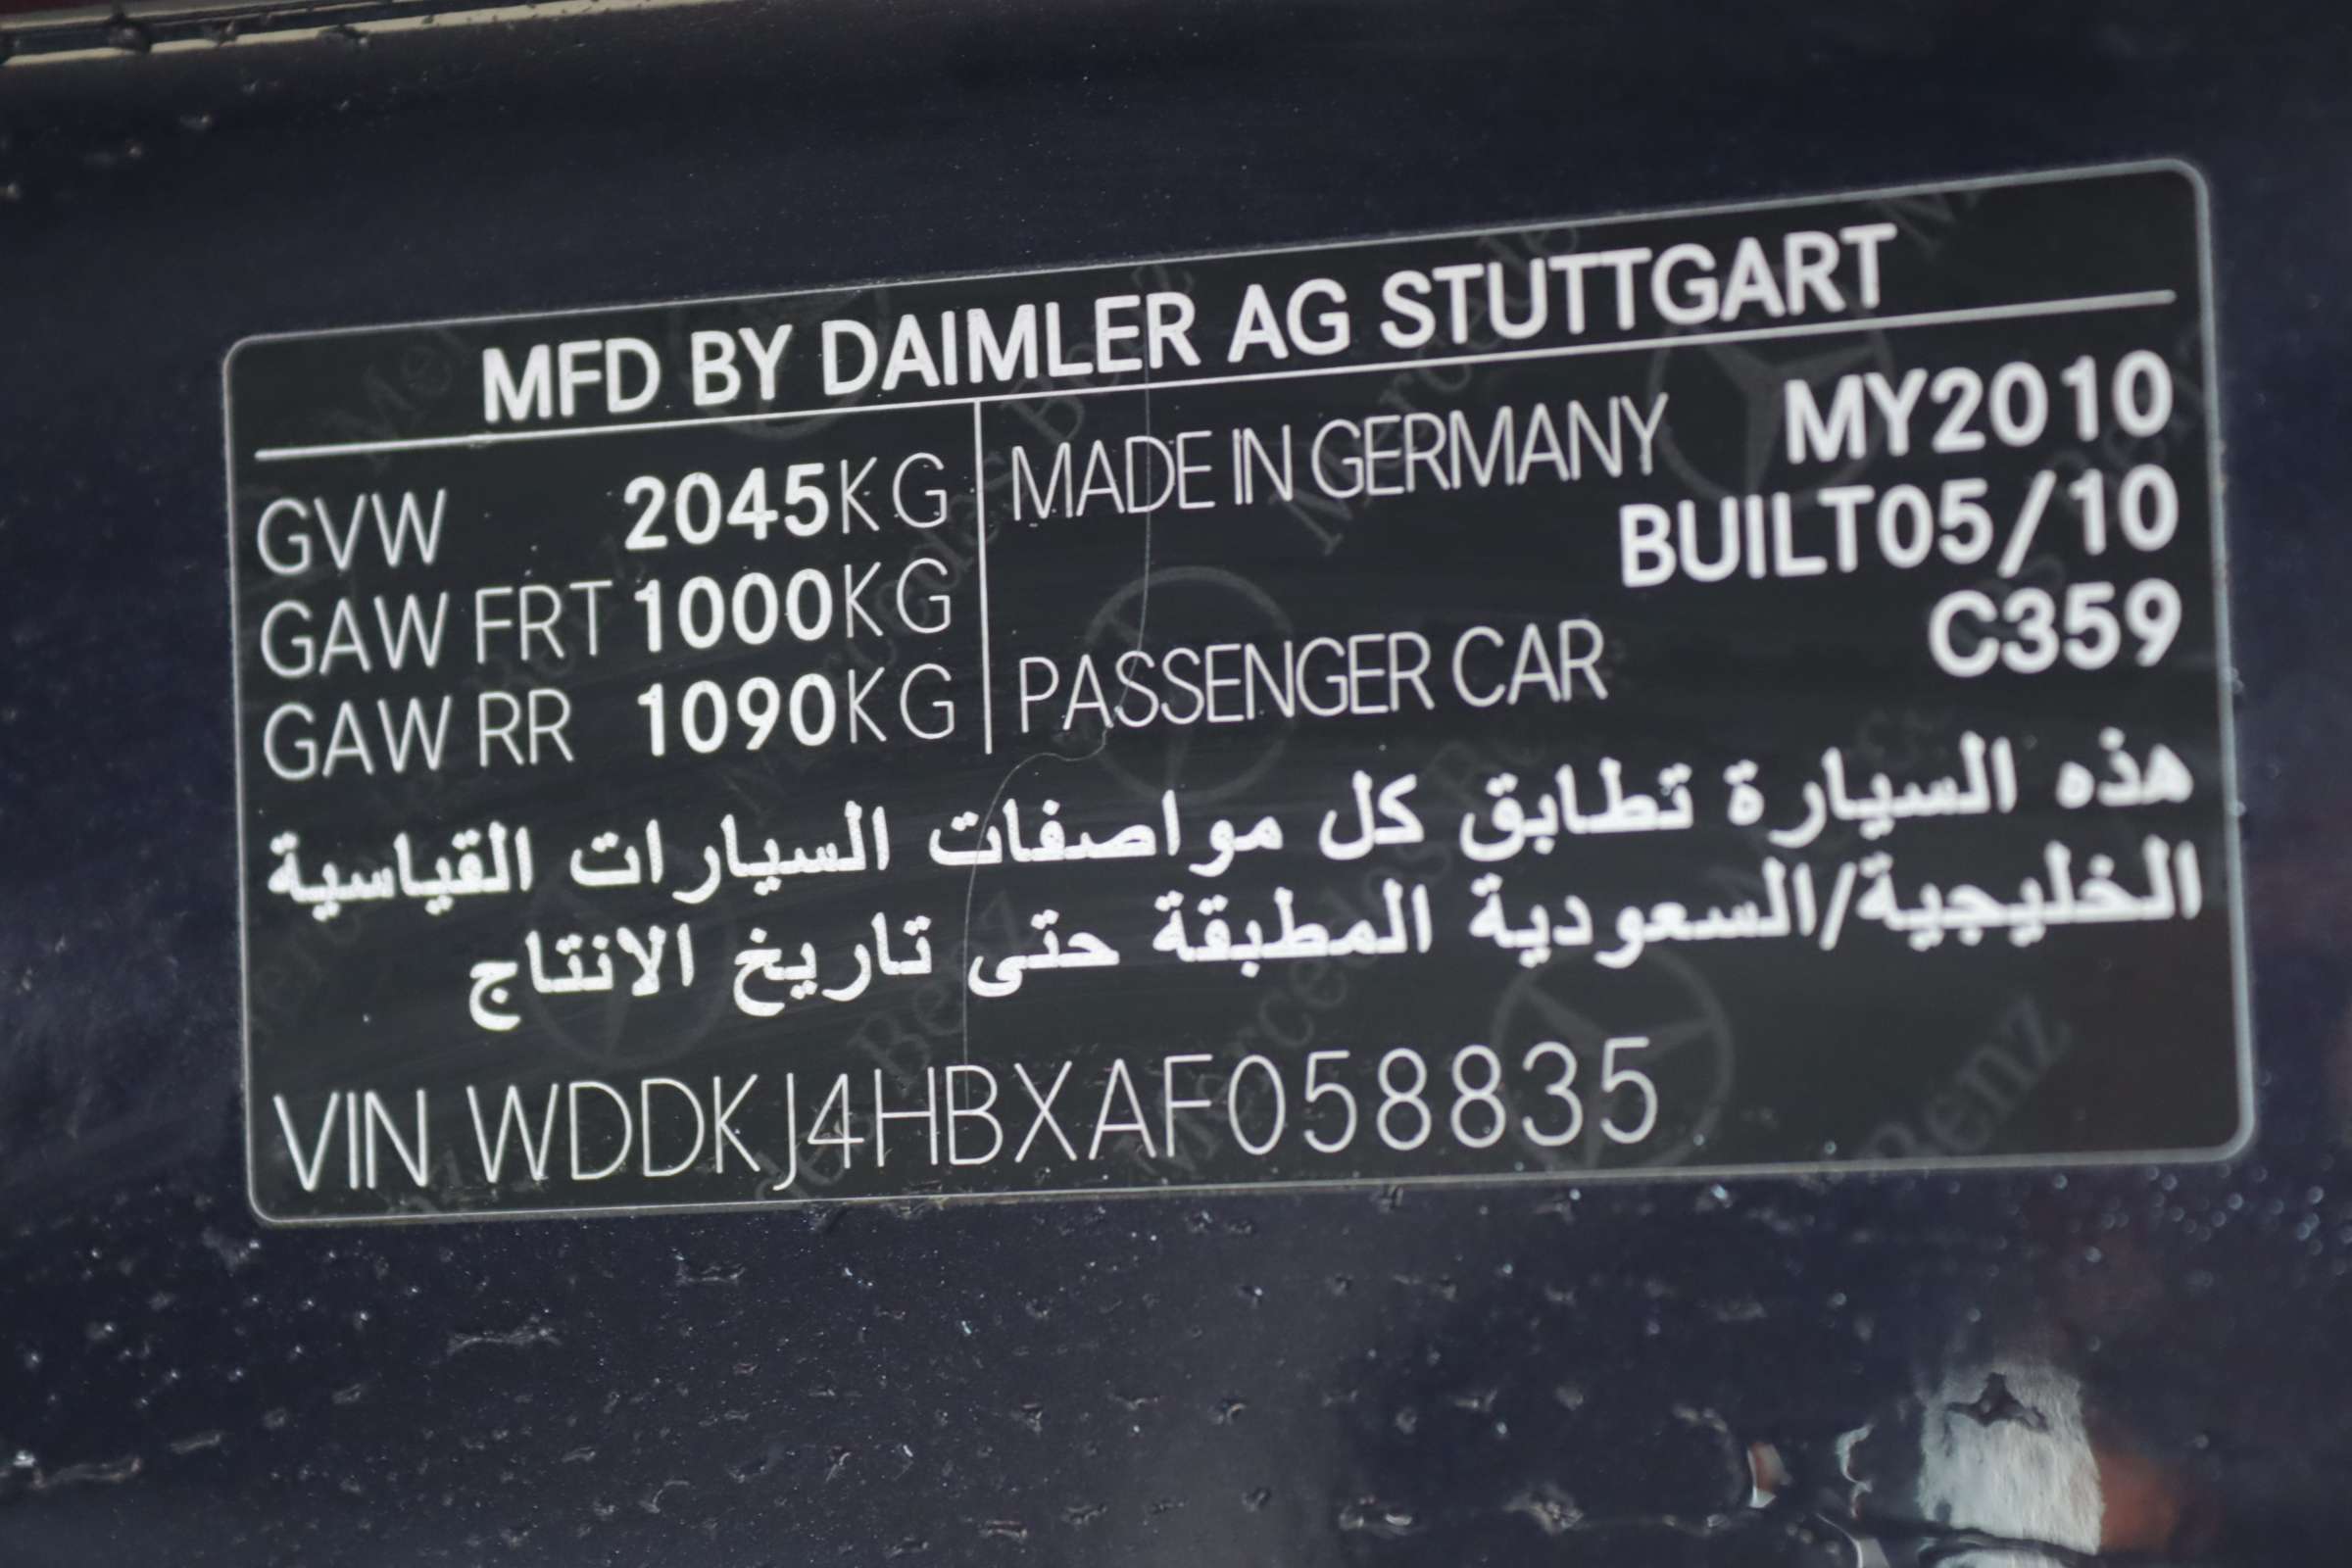 MFD BY DAIMLER AG STUTTGART
GVW 2045KG
GAW FRT 1000KG
GAW RR 1090KG
MADE IN GERMANY MY2010
BUILT05/10
PASSENGER CAR C359
هذه السيارة تطابق كل مواصفات السيارات القياسية
الخليجية/السعودية المطبقة حتى تاريخ الانتاج
VIN WDDKJ4HBXAF058835